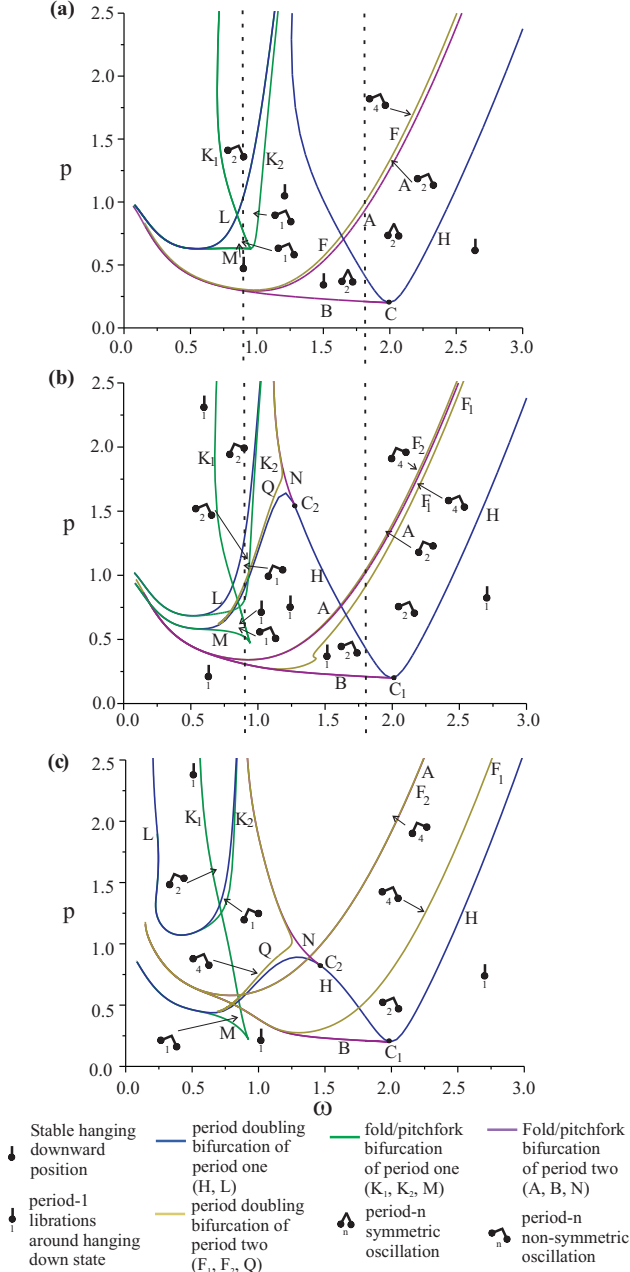 (a)
2.5
2.0
1.5
1.0
0.5
0.0
p
K1
K2
L
M
F
A
F
A
H
B
C
2
1
1
4
2
2
2
0.0 0.5 1.0 1.5 2.0 2.5 3.0
(b)
2.5
2.0
1.5
1.0
0.5
0.0
p
K1
K2
Q
N
C2
L
M
H
A
F2
F1
F1
A
H
B
C1
1
2
2
1
1
1
1
1
2
4
4
2
2
1
0.0 0.5 1.0 1.5 2.0 2.5 3.0
(c)
2.5
2.0
1.5
1.0
0.5
0.0
p
L
K1
K2
A
F2
F1
Q
N
C2
H
H
M
B
C1
1
2
1
4
4
4
1
1
2
1
0.0 0.5 1.0 1.5 2.0 2.5 3.0
ω
Stable hanging
downward
position
period doubling
bifurcation of
period one
(H, L)
fold/pitchfork
bifurcation
of period one
(K1, K2, M)
Fold/pitchfork
bifurcation
of period two
(A, B, N)
1
period-1
librations
around hanging
down state
period doubling
bifurcation of
period two
(F1, F2, Q)
n
period-n
symmetric
oscillation
n
period-n
non-symmetric
oscillation